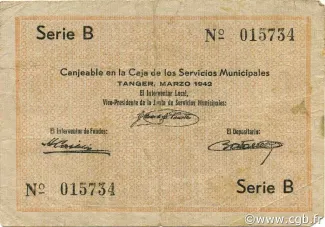 Serie B Nº 015734
Canjeable en la Caja de los Servicios Municipales
TANGER, MARZO 1942
El Interventor Local,
Vice-Presidente de la Junta de Servicios Municipales:
El Interventor de Fondos: El Depositario:
Nº 015734 Serie B
© www.cgb.fr